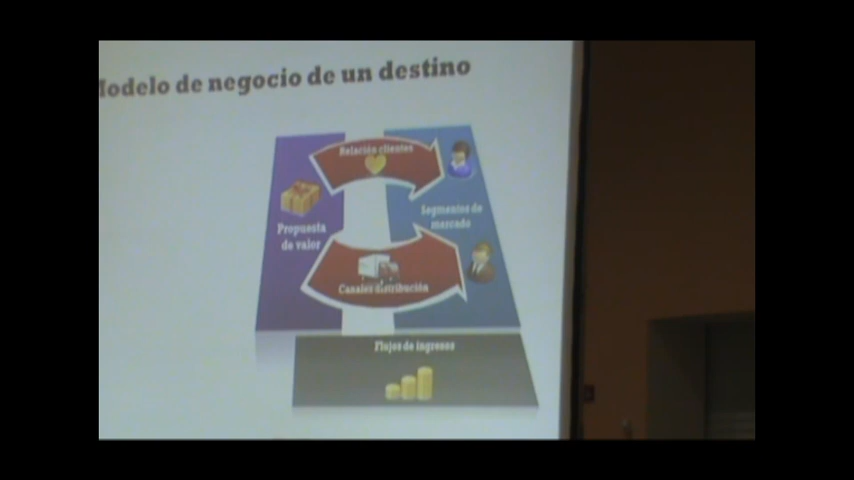 Modelo de negocio de un destino
Relación clientes
Segmentos de
mercado
Propuesta
de valor
Canales distribución
Flujos de ingresos